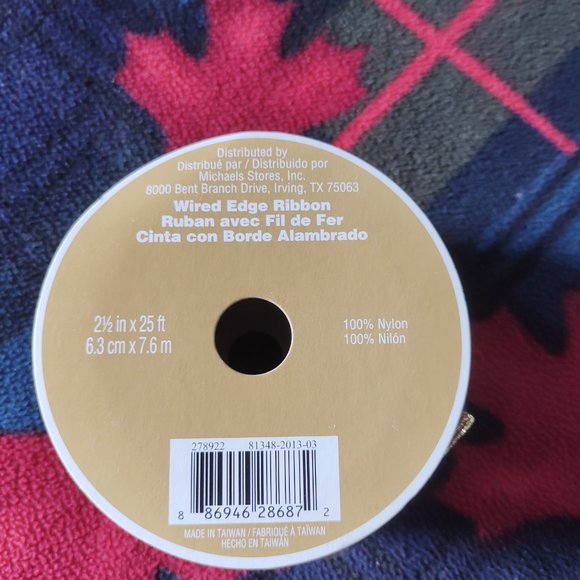 Distributed by
Distribué par / Distribuido por
Michaels Stores, Inc.
8000 Bent Branch Drive, Irving, TX 75063
Wired Edge Ribbon
Ruban avec Fil de Fer
Cinta con Borde Alambrado
2½ in x 25 ft
6.3 cm x 7.6 m
100% Nylon
100% Nilón
278922 81348-2013-03
8 86946 28687 2
MADE IN TAIWAN / FABRIQUÉ À TAÏWAN
HECHO EN TAIWÁN